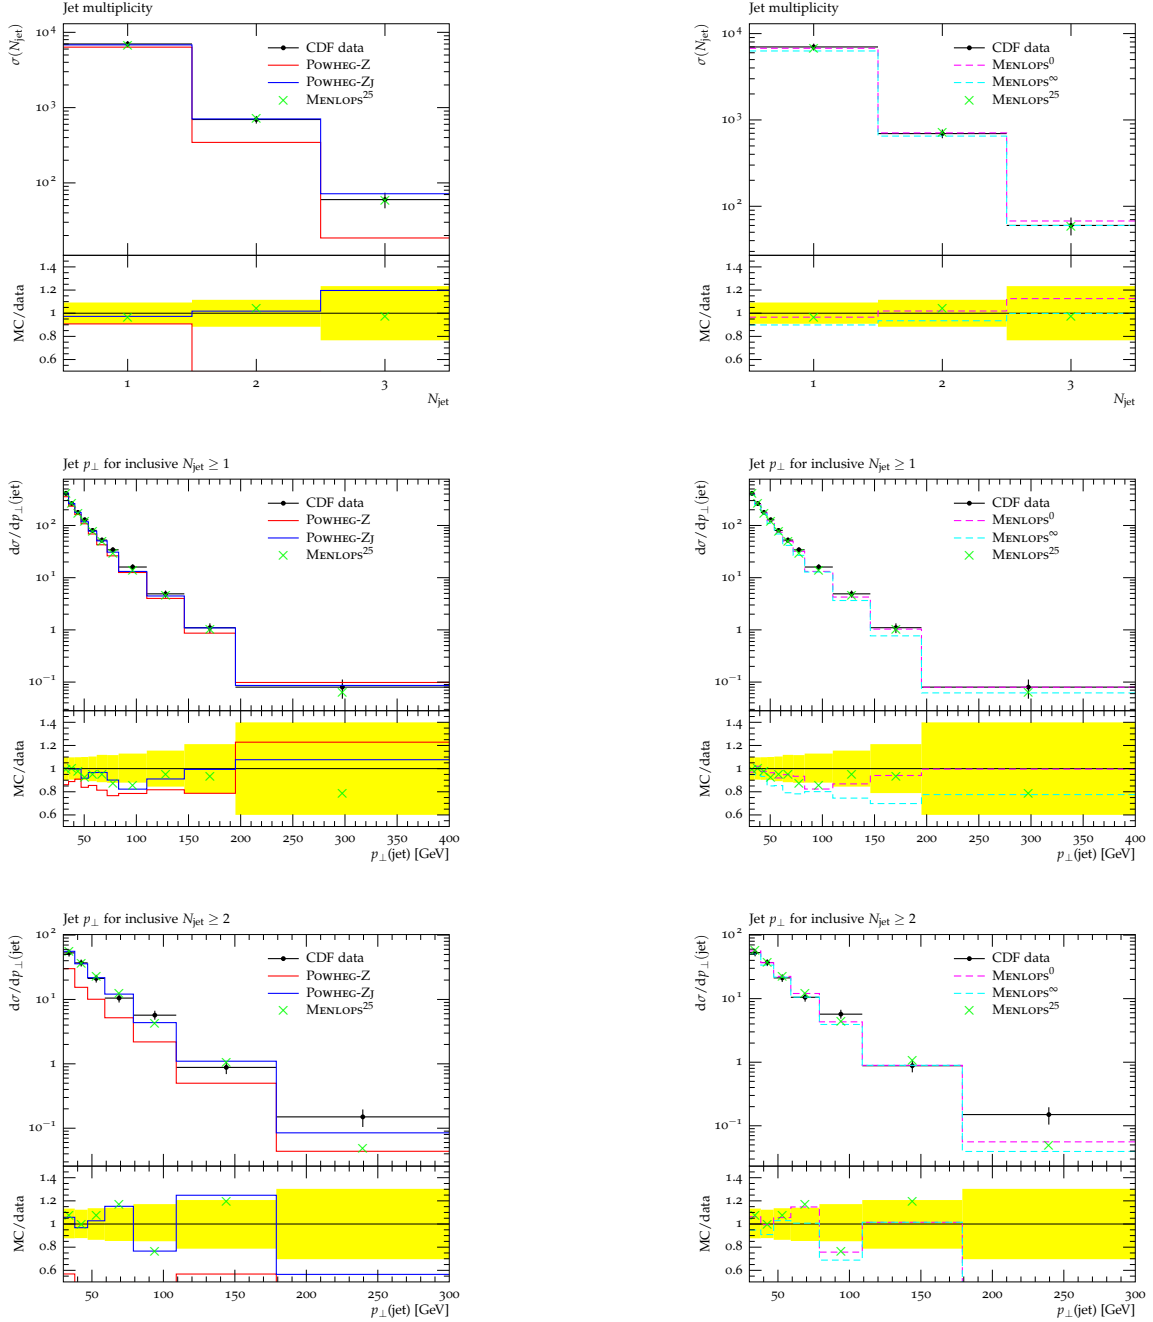 Jet multiplicity
σ(N_jet)
10^4
10^3
10^2
CDF data
POWHEG-Z
POWHEG-ZJ
MENLOPS^25
MC/data
1.4
1.2
1
0.8
0.6
1 2 3
N_jet
Jet multiplicity
σ(N_jet)
10^4
10^3
10^2
CDF data
MENLOPS^0
MENLOPS^∞
MENLOPS^25
MC/data
1.4
1.2
1
0.8
0.6
1 2 3
N_jet
Jet p⊥ for inclusive N_jet ≥ 1
dσ/dp⊥(jet)
10^2
10^1
1
10^−1
CDF data
POWHEG-Z
POWHEG-ZJ
MENLOPS^25
MC/data
1.4
1.2
1
0.8
0.6
50 100 150 200 250 300 350 400
p⊥(jet) [GeV]
Jet p⊥ for inclusive N_jet ≥ 1
dσ/dp⊥(jet)
10^2
10^1
1
10^−1
CDF data
MENLOPS^0
MENLOPS^∞
MENLOPS^25
MC/data
1.4
1.2
1
0.8
0.6
50 100 150 200 250 300 350 400
p⊥(jet) [GeV]
Jet p⊥ for inclusive N_jet ≥ 2
dσ/dp⊥(jet)
10^2
10^1
1
10^−1
CDF data
POWHEG-Z
POWHEG-ZJ
MENLOPS^25
MC/data
1.4
1.2
1
0.8
0.6
50 100 150 200 250 300
p⊥(jet) [GeV]
Jet p⊥ for inclusive N_jet ≥ 2
dσ/dp⊥(jet)
10^2
10^1
1
10^−1
CDF data
MENLOPS^0
MENLOPS^∞
MENLOPS^25
MC/data
1.4
1.2
1
0.8
0.6
50 100 150 200 250 300
p⊥(jet) [GeV]